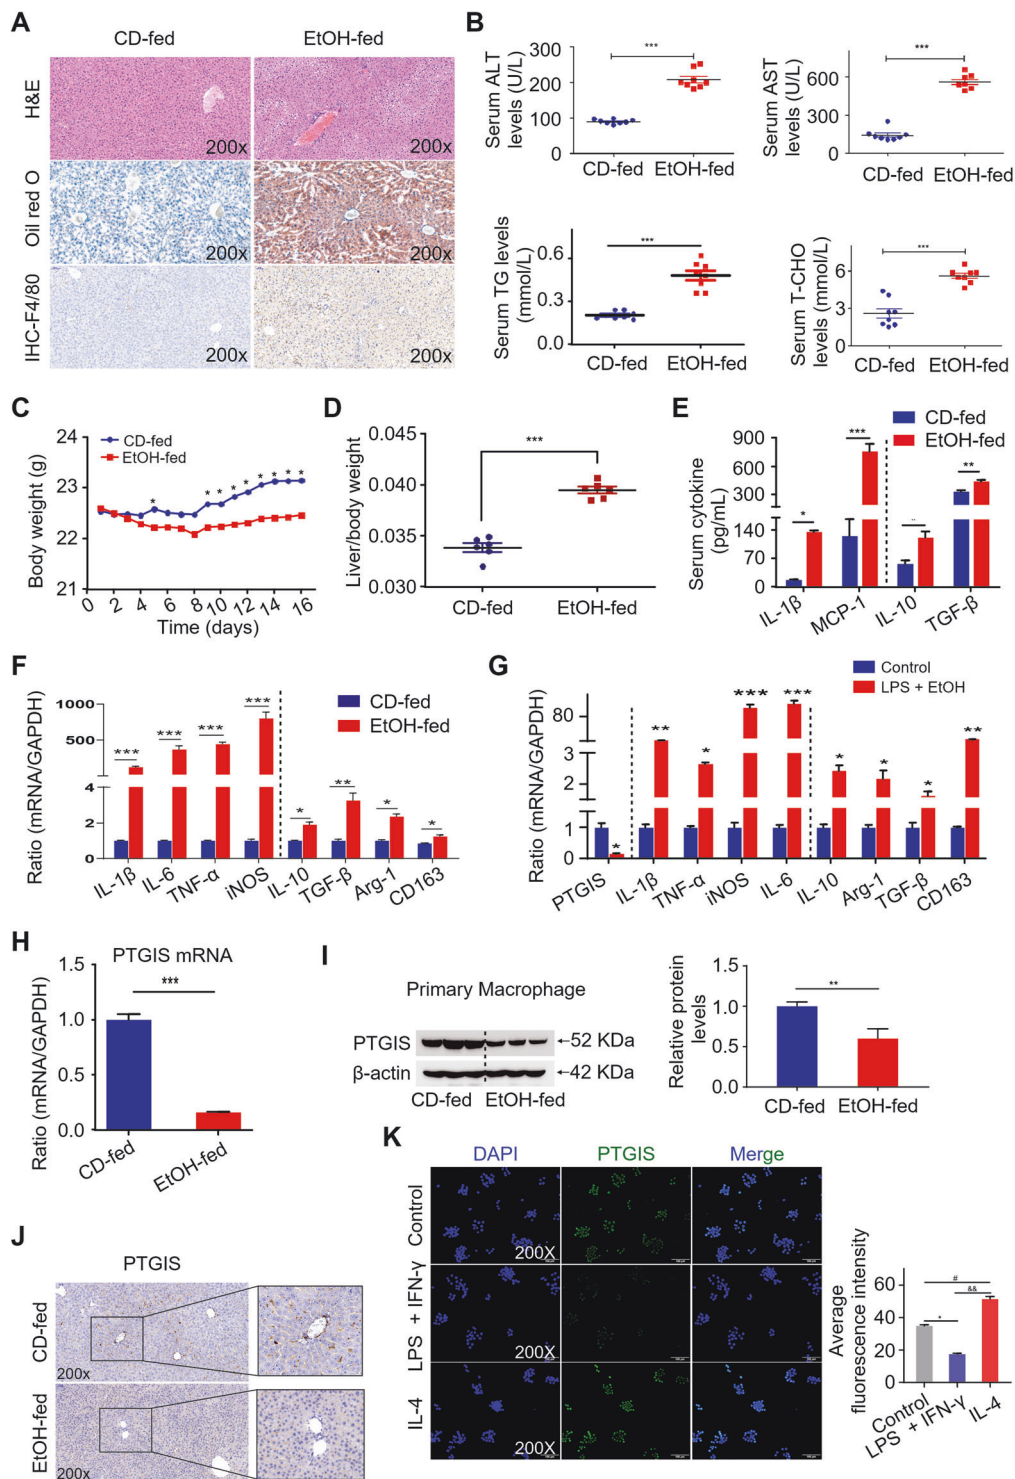 A
CD-fed
EtOH-fed
H&E
200x
200x
Oil red O
200x
200x
IHC-F4/80
200x
200x
B
Serum ALT
levels (U/L)
300
200
100
0
***
CD-fed EtOH-fed
Serum AST
levels (U/L)
600
300
0
***
CD-fed EtOH-fed
Serum TG levels
(mmol/L)
0.6
0.3
0.0
***
CD-fed EtOH-fed
Serum T-CHO
levels (mmol/L)
6
3
0
***
CD-fed EtOH-fed
C
Body weight (g)
24
23
22
21
CD-fed
EtOH-fed
* * * * * * * * *
0 2 4 6 8 10 12 14 16
Time (days)
D
Liver/body weight
0.045
0.040
0.035
0.030
***
CD-fed EtOH-fed
E
CD-fed
EtOH-fed
Serum cytokine
(pg/mL)
900
600
300
140
70
0
* *** **
IL-1β MCP-1 IL-10 TGF-β
F
CD-fed
EtOH-fed
Ratio (mRNA/GAPDH)
1000
500
4
2
0
*** *** *** *** * ** * *
IL-1β IL-6 TNF-α iNOS IL-10 TGF-β Arg-1 CD163
G
Control
LPS + EtOH
Ratio (mRNA/GAPDH)
80
3
2
1
0
* ** * *** *** * * * **
PTGIS IL-1β TNF-α iNOS IL-6 IL-10 Arg-1 TGF-β CD163
H
PTGIS mRNA
Ratio (mRNA/GAPDH)
1.5
1.0
0.5
0.0
***
CD-fed EtOH-fed
I
Primary Macrophage
PTGIS ←52 KDa
β-actin ←42 KDa
CD-fed EtOH-fed
Relative protein
levels
1.5
1.0
0.5
0.0
**
CD-fed EtOH-fed
J
PTGIS
CD-fed
200x
EtOH-fed
200x
K
DAPI PTGIS Merge
Control
200X
LPS + IFN-γ
200X
IL-4
200X
Average
fluorescence intensity
60
40
20
0
#
&&
*
Control LPS + IFN-γ IL-4